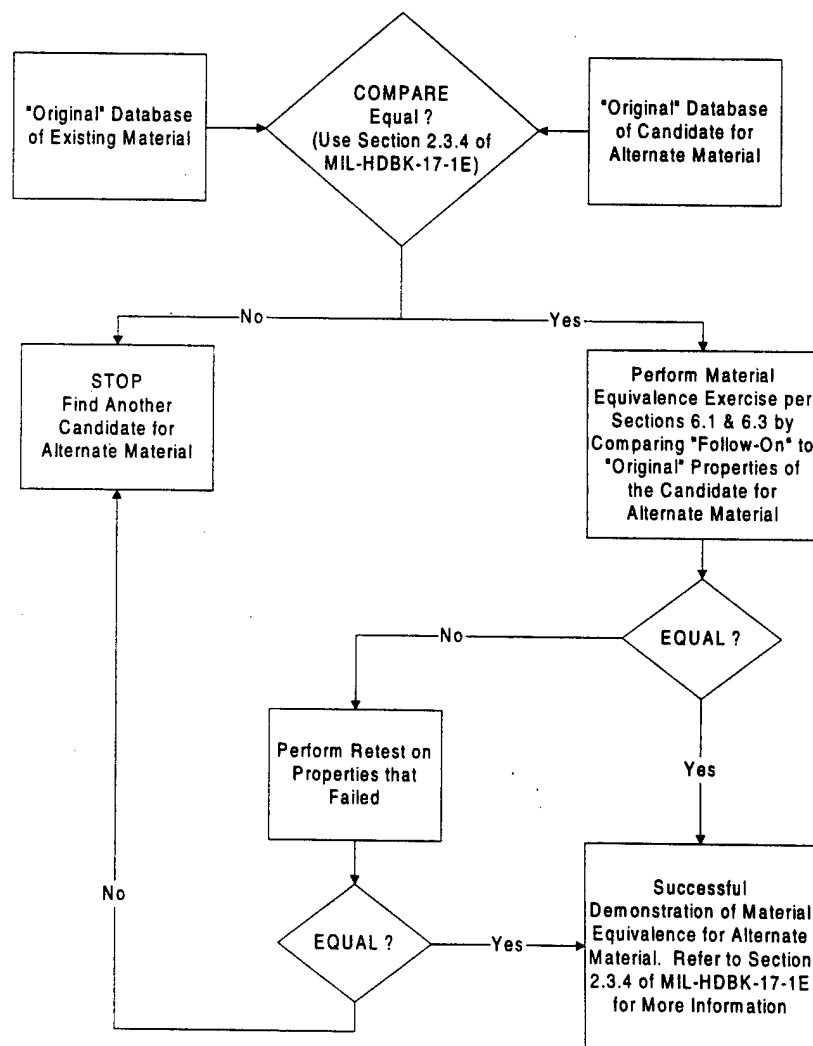 "Original" Database
of Existing Material
COMPARE
Equal ?
(Use Section 2.3.4 of
MIL-HDBK-17-1E)
"Original" Database
of Candidate for
Alternate Material
No
Yes
STOP
Find Another
Candidate for
Alternate Material
Perform Material
Equivalence Exercise per
Sections 6.1 & 6.3 by
Comparing "Follow-On" to
"Original" Properties of
the Candidate for
Alternate Material
No
EQUAL ?
Perform Retest on
Properties that
Failed
Yes
No
EQUAL ?
Yes
Successful
Demonstration of Material
Equivalence for Alternate
Material. Refer to Section
2.3.4 of MIL-HDBK-17-1E
for More Information